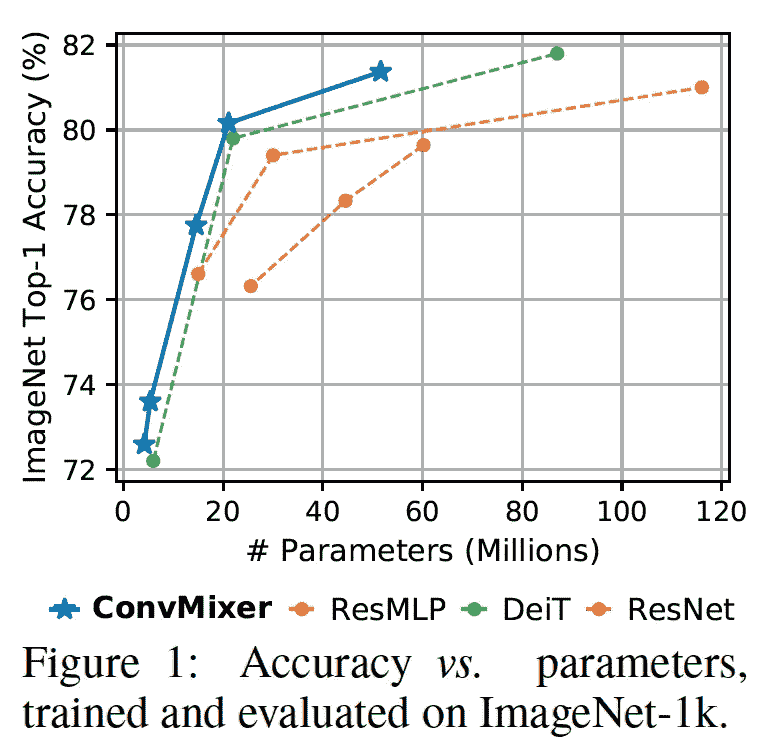 ImageNet Top-1 Accuracy (%)
82
80
78
76
74
72
0 20 40 60 80 100 120
# Parameters (Millions)
ConvMixer ResMLP DeiT ResNet
Figure 1: Accuracy vs. parameters,
trained and evaluated on ImageNet-1k.